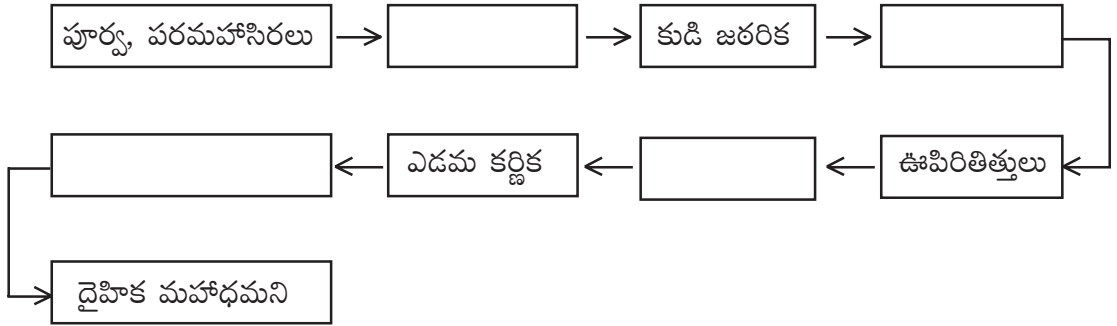 పూర్వ, పరమహాసిరలు
కుడి జఠరిక
ఎడమ కర్ణిక
ఊపిరితిత్తులు
దైహిక మహాధమని